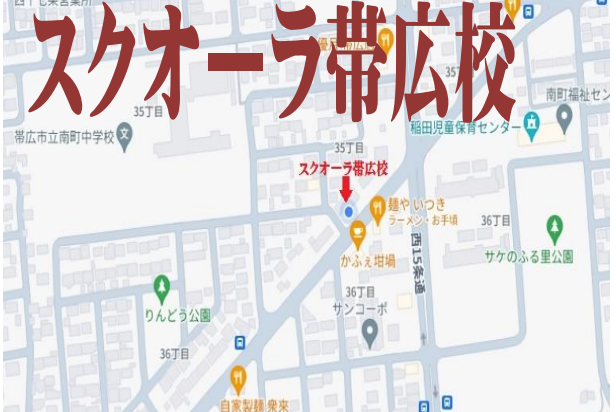 スクオーラ帯広校
35丁目
35
南町福祉セン
帯広市立南町中学校
稲田児童保育センター
35丁目
スクオーラ帯広校
麺や いつき
ラーメン・お手頃
36丁目
西15条通
かふぇ坩堝
サケのふる里公園
36丁目
サンコーポ
りんどう公園
36丁目
自家製麺 衆来